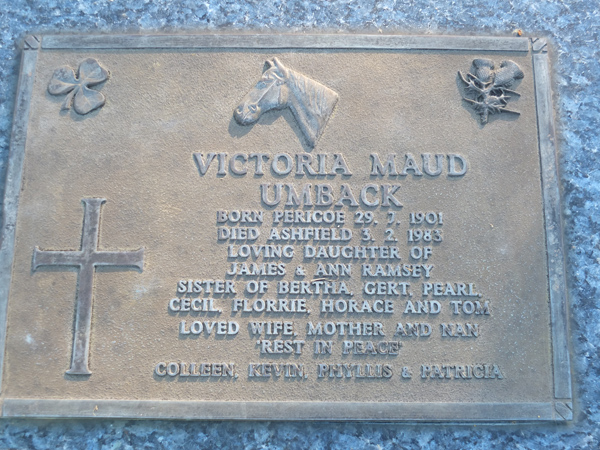 VICTORIA MAUD
UMBACK
BORN PERICOE 29. 7. 1901
DIED ASHFIELD 3. 2. 1983
LOVING DAUGHTER OF
JAMES & ANN RAMSEY
SISTER OF BERTHA, GERT, PEARL,
CECIL, FLORRIE, HORACE AND TOM
LOVED WIFE, MOTHER AND NAN
'REST IN PEACE'
COLLEEN, KEVIN, PHYLLIS & PATRICIA